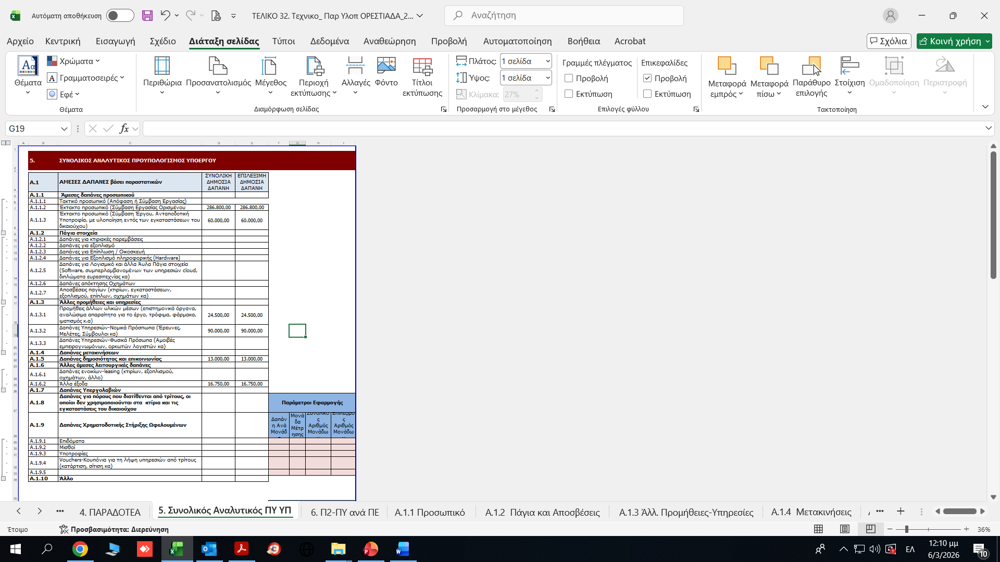 Αυτόματη αποθήκευση
ΤΕΛΙΚΟ 32. Τεχνικο_ Παρ Υλοπ ΟΡΕΣΤΙΑΔΑ_2...
Αναζήτηση
Αρχείο Κεντρική Εισαγωγή Σχέδιο Διάταξη σελίδας Τύποι Δεδομένα Αναθεώρηση Προβολή Αυτοματοποίηση Βοήθεια Acrobat
Σχόλια Κοινή χρήση
Θέματα
Χρώματα
Γραμματοσειρές
Εφέ
Θέματα
Περιθώρια
Προσανατολισμός
Μέγεθος
Περιοχή εκτύπωσης
Αλλαγές
Φόντο
Τίτλοι εκτύπωσης
Διαμόρφωση σελίδας
Πλάτος: 1 σελίδα
Ύψος: 1 σελίδα
Κλίμακα: 27%
Προσαρμογή στο μέγεθος
Γραμμές πλέγματος Επικεφαλίδες
Προβολή Προβολή
Εκτύπωση Εκτύπωση
Επιλογές φύλλου
Μεταφορά εμπρός
Μεταφορά πίσω
Παράθυρο επιλογής
Στοίχιση
Ομαδοποίηση
Περιστροφή
Τακτοποίηση
G19
fx
A B C D E F G H I
5. ΣΥΝΟΛΙΚΟΣ ΑΝΑΛΥΤΙΚΟΣ ΠΡΟΥΠΟΛΟΓΙΣΜΟΣ ΥΠΟΕΡΓΟΥ
Α.1 ΑΜΕΣΕΣ ΔΑΠΑΝΕΣ βάσει παραστατικών
ΣΥΝΟΛΙΚΗ ΔΗΜΟΣΙΑ ΔΑΠΑΝΗ
ΕΠΙΛΕΞΙΜΗ ΔΗΜΟΣΙΑ ΔΑΠΑΝΗ
Α.1.1 Άμεσες δαπάνες προσωπικού
Α.1.1.1 Τακτικό προσωπικό (Απόφαση ή Σύμβαση Εργασίας)
Α.1.1.2 Έκτακτο προσωπικό (Σύμβαση Εργασίας Ορισμένου 286.800,00 286.800,00
Α.1.1.3 Έκτακτο προσωπικό (Σύμβαση Έργου, Ανταποδοτική
Υποτροφία, με υλοποίηση εντός των εγκαταστάσεων του
δικαιούχου) 60.000,00 60.000,00
Α.1.2 Πάγια στοιχεία
Α.1.2.1 Δαπάνες για κτιριακές παρεμβάσεις
Α.1.2.2 Δαπάνες για εξοπλισμό
Α.1.2.3 Δαπάνες για Επίπλωση / Οικοσκευή
Α.1.2.4 Δαπάνες για Εξοπλισμό πληροφορικής (Hardware)
Α.1.2.5 Δαπάνες για Λογισμικό και άλλα Άυλα Πάγια στοιχεία
(Software, συμπερλαμβανομένων των υπηρεσιών cloud,
διπλώματα ευρεσιτεχνίας κα)
Α.1.2.6 Δαπάνες απόκτησης Οχημάτων
Α.1.2.7 Αποσβέσεις παγίων (κτιρίων, εγκαταστάσεων,
εξοπλισμού, επίπλων, οχημάτων κα)
Α.1.3 Άλλες προμήθειες και υπηρεσίες
Α.1.3.1 Προμήθεις άλλων υλικών μέσων (επιστημονικά όργανα,
αναλώσιμα απαραίτητα για το έργο, τρόφιμα, φάρμακα,
ιματισμός κ.α) 24.500,00 24.500,00
Α.1.3.2 Δαπάνες Υπηρεσιών-Νομικά Πρόσωπα (Έρευνες,
Μελέτες, Σύμβουλοι κα) 90.000,00 90.000,00
Α.1.3.3 Δαπάνες Υπηρεσιών-Φυσικά Πρόσωπα (Αμοιβές
εμπειρογνωμόνων, ορκωτών λογιστών κα)
Α.1.4 Δαπάνες μετακινήσεων
Α.1.5 Δαπάνες δημοσιότητας και επικοινωνίας 13.000,00 13.000,00
Α.1.6 Άλλες άμεσες λειτουργικές δαπάνες
Α.1.6.1 Δαπάνες ενοικίων-leasing (κτιρίων, εξοπλισμού,
οχημάτων, άλλο)
Α.1.6.2 Άλλα έξοδα 16.750,00 16.750,00
Α.1.7 Δαπάνες Υπεργολαβιών
Α.1.8 Δαπάνες για πόρους που διατίθενται από τρίτους, οι
οποίοι δεν χρησιμοποιούνται στα κτίρια και τις
εγκαταστάσεις του δικαιούχου
Παράμετροι Εφαρμογής
Α.1.9 Δαπάνες Χρηματοδοτικής Στήριξης Ωφελουμένων
Δαπάν η Ανά Μονάδ
Μονά δα Μέτρ ησης
ς Αριθμός Μονάδω
ς Αριθμός Μονάδω
Α.1.9.1 Επιδόματα
Α.1.9.2 Μισθοί
Α.1.9.3 Υποτροφίες
Α.1.9.4 Vouchers-Κουπόνια για τη λήψη υπηρεσιών από τρίτους
(κατάρτιση, σίτιση κα)
Α.1.9.5
Α.1.10 Άλλο
4. ΠΑΡΑΔΟΤΕΑ 5. Συνολικός Αναλυτικός ΠΥ ΥΠ 6. Π2-ΠΥ ανά ΠΕ Α.1.1 Προσωπικό Α.1.2 Πάγια και Αποσβέσεις Α.1.3 Άλλ. Προμήθειες-Υπηρεσίες Α.1.4 Μετακινήσεις
Έτοιμο Προσβασιμότητα: Διερεύνηση 36%
ΕΛ
12:10 μμ
6/3/2026
10